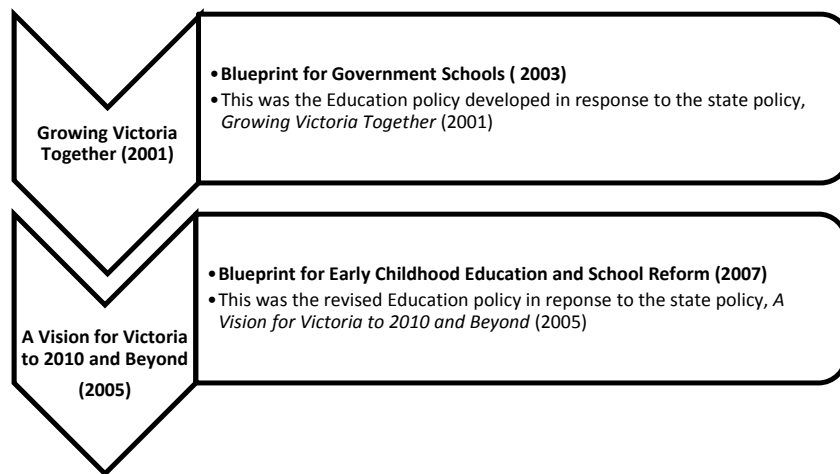 Growing Victoria
Together (2001)
•Blueprint for Government Schools ( 2003)
•This was the Education policy developed in response to the state policy,
Growing Victoria Together (2001)
A Vision for Victoria
to 2010 and Beyond
(2005)
•Blueprint for Early Childhood Education and School Reform (2007)
•This was the revised Education policy in reponse to the state policy, A
Vision for Victoria to 2010 and Beyond (2005)